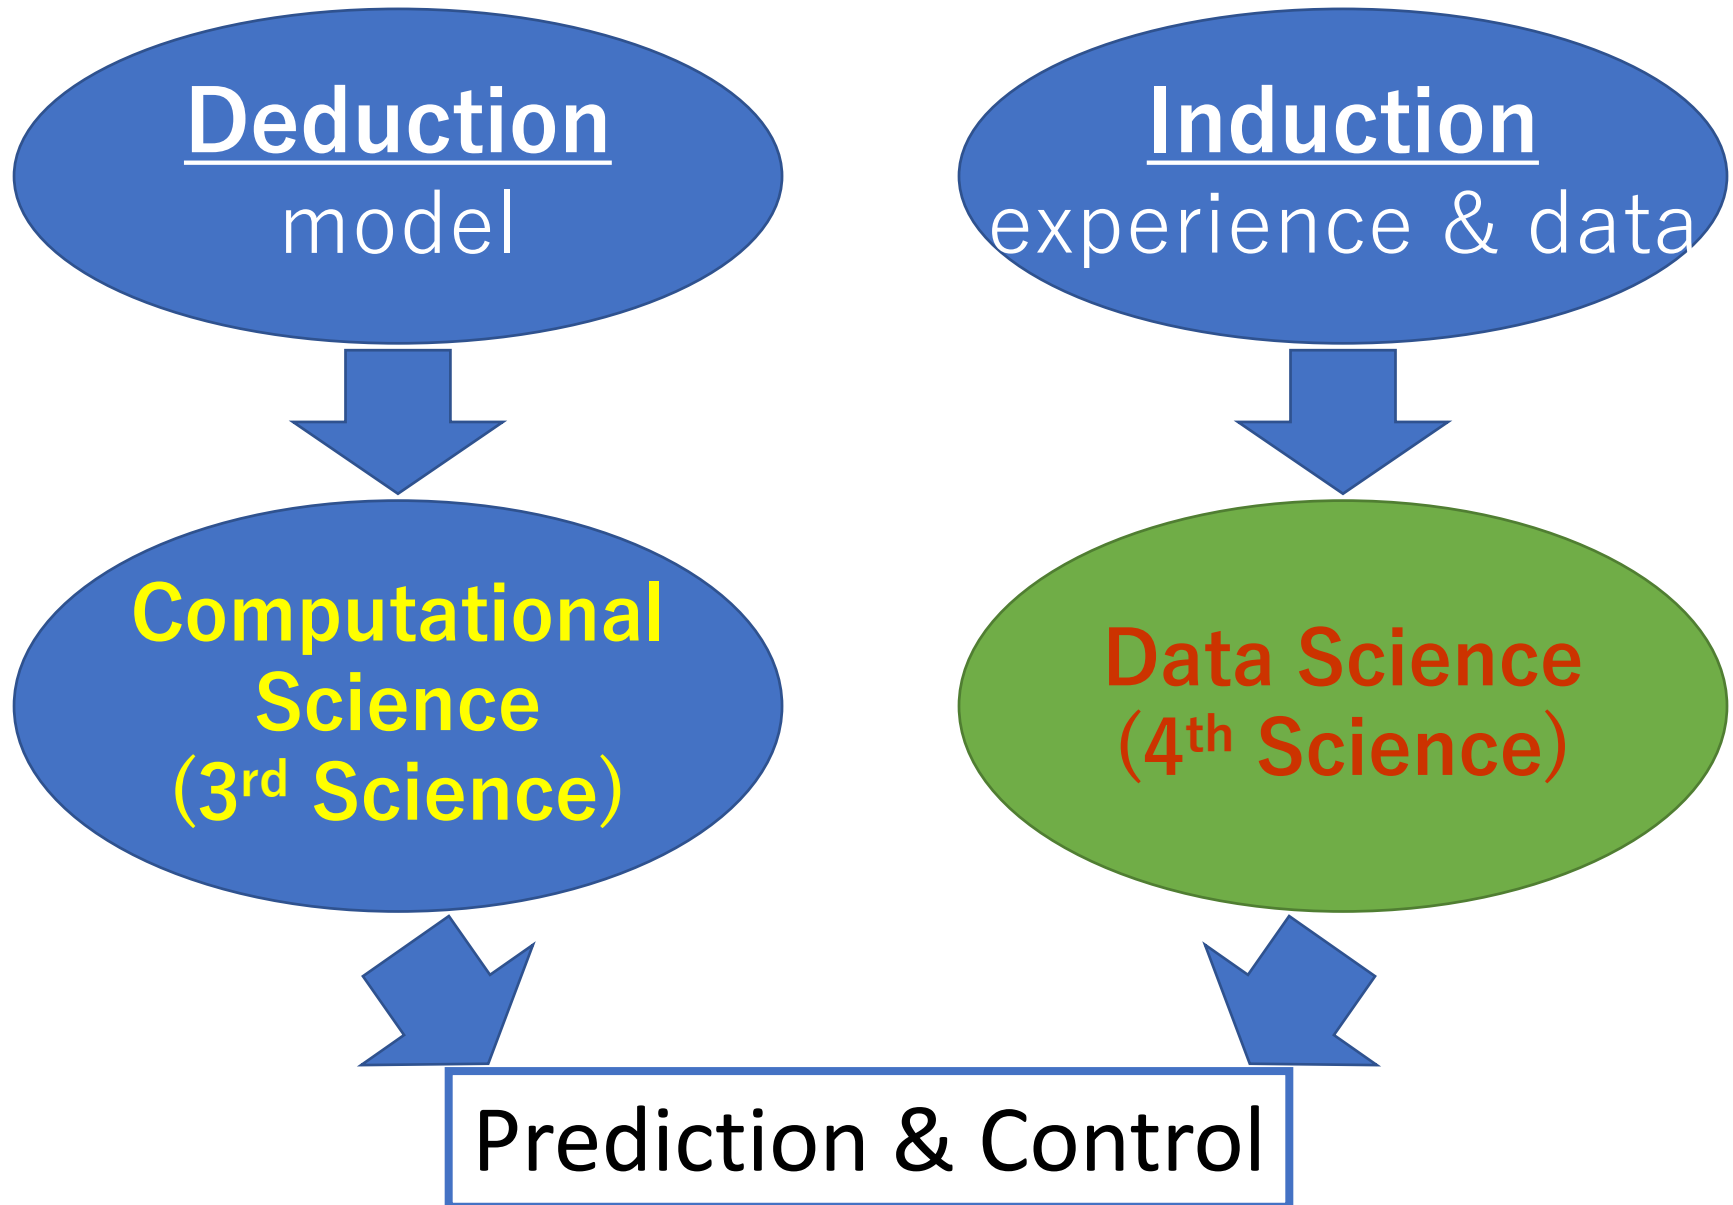 Deduction
model
Induction
experience & data
Computational
Science
(3rd Science)
Data Science
(4th Science)
Prediction & Control